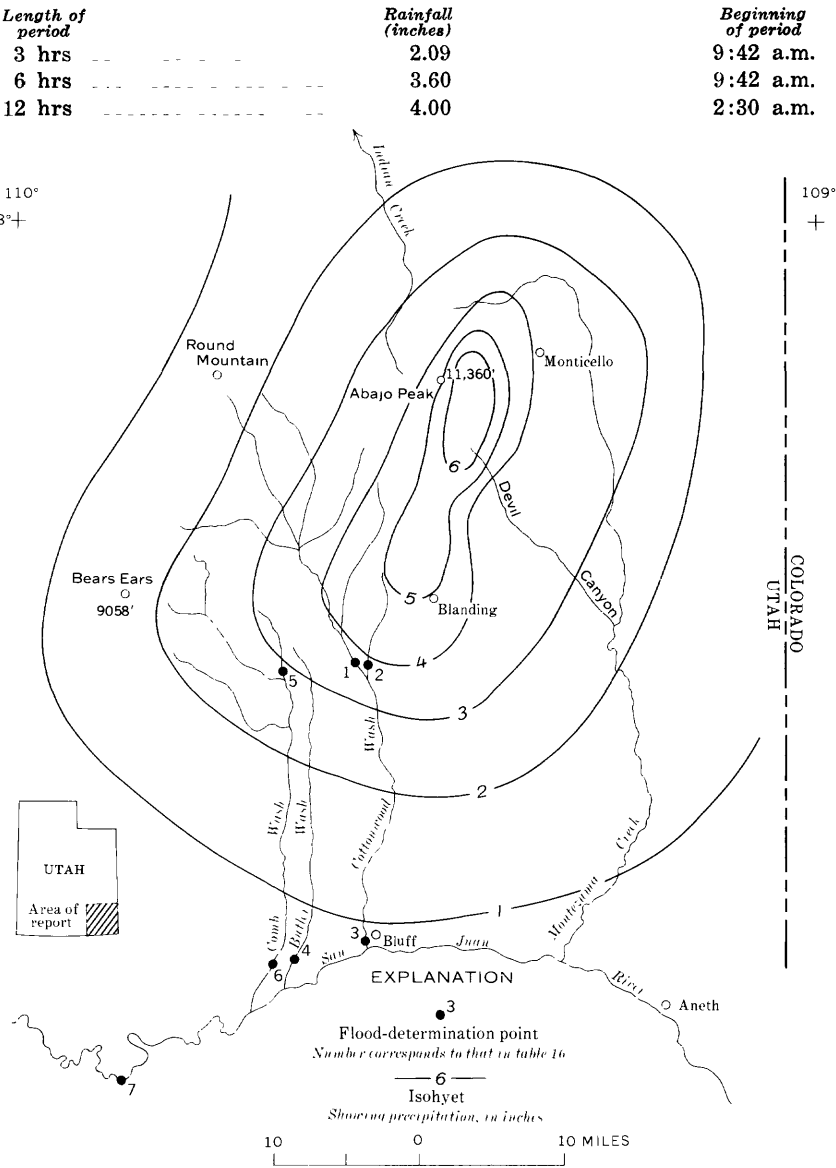 Length of period Rainfall (inches) Beginning of period
3 hrs 2.09 9:42 a.m.
6 hrs 3.60 9:42 a.m.
12 hrs 4.00 2:30 a.m.
110° 109°
8°
Indian Creek
Round
Mountain
Monticello
11,360'
Abajo Peak
6
Devil Canyon
Bears Ears
9058'
5
Blanding
COLORADO
UTAH
4
1 2
5
3
Wash
2
Wash Wash
Cottonwood
Montezuma Creek
UTAH
Area of
report
1
Comb Butler
3 Bluff
San Juan River
4
6
Aneth
7
EXPLANATION
3
Flood-determination point
Number corresponds to that in table 16
6
Isohyet
Showing precipitation, in inches
10 0 10 MILES